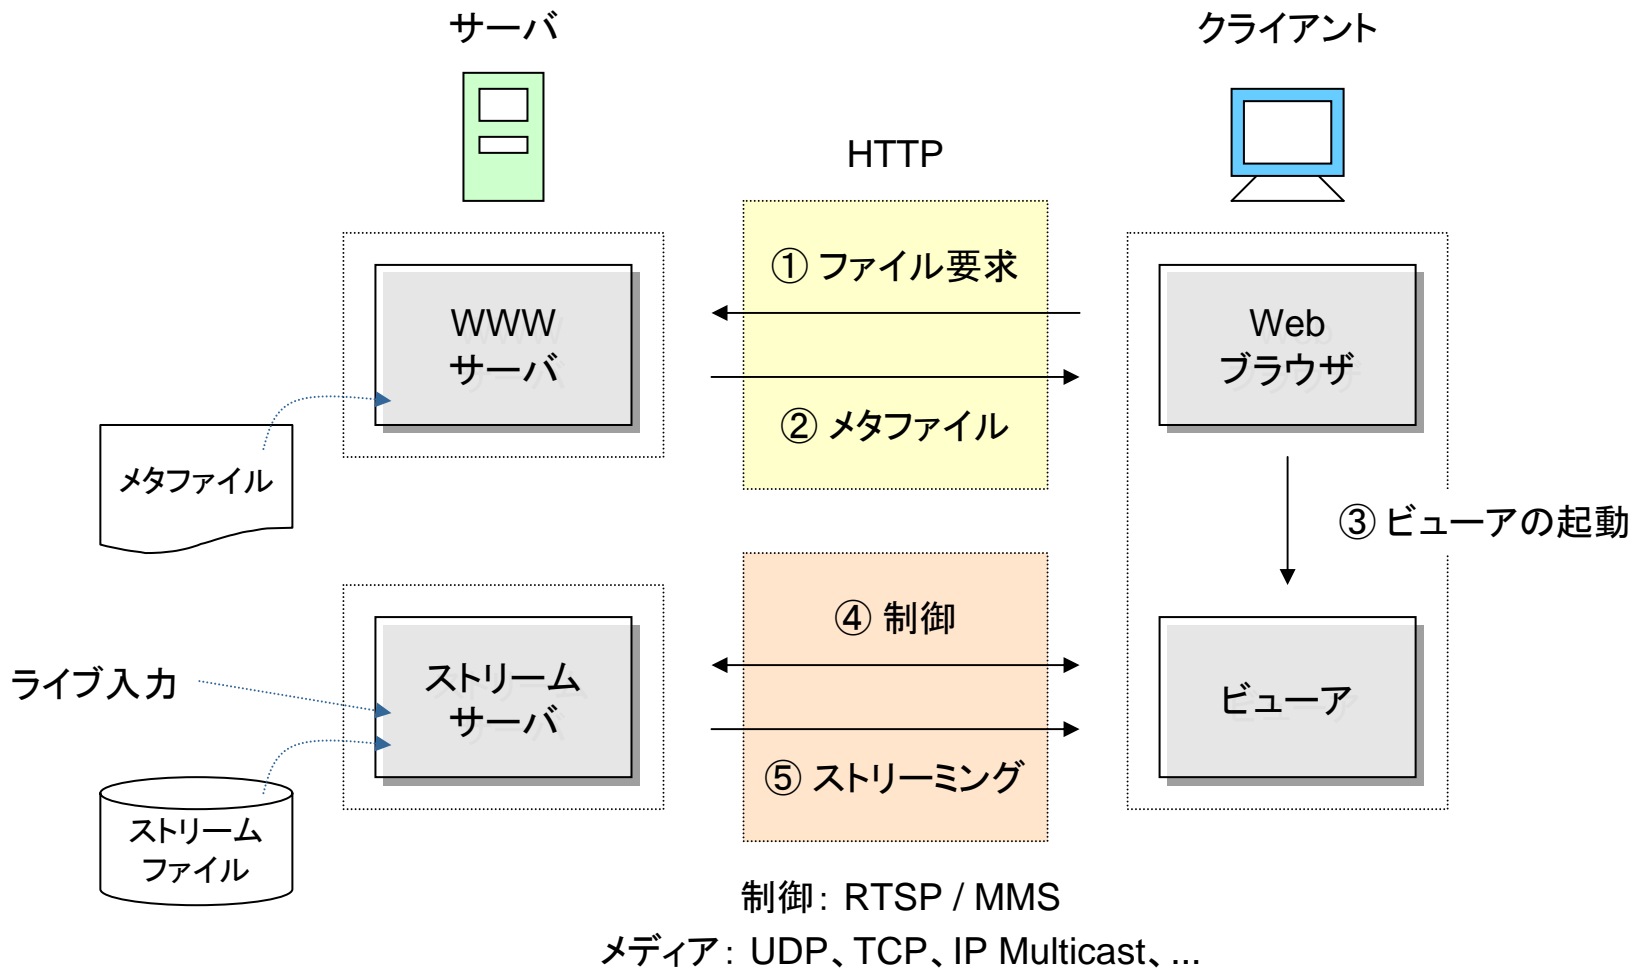 サーバ
クライアント
HTTP
① ファイル要求
WWW
サーバ
Web
ブラウザ
② メタファイル
メタファイル
③ ビューアの起動
④ 制御
ライブ入力
ストリーム
サーバ
ビューア
⑤ ストリーミング
ストリーム
ファイル
制御： RTSP / MMS
メディア： UDP、TCP、IP Multicast、...